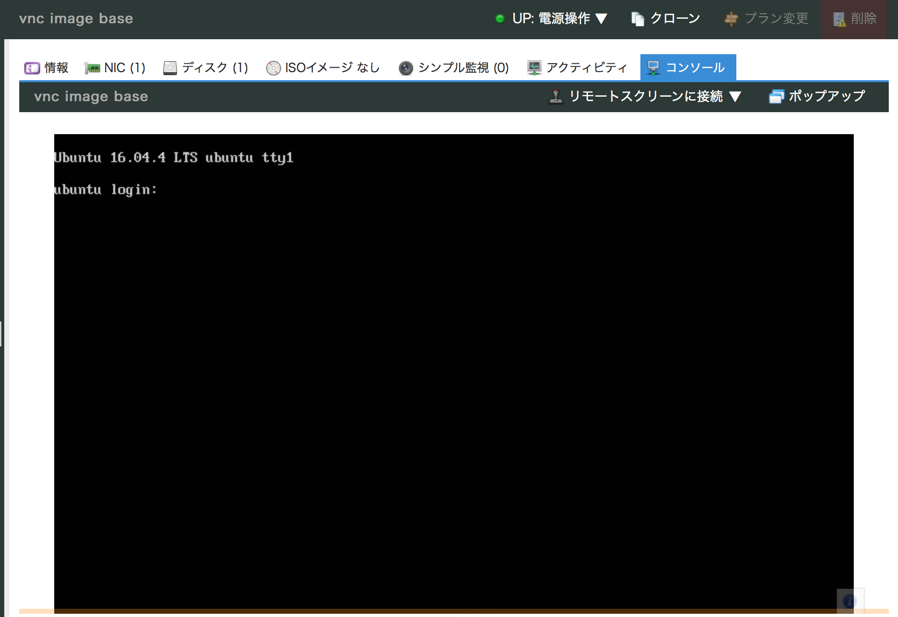 vnc image base UP: 電源操作 ▼ クローン プラン変更 削除
情報 NIC (1) ディスク (1) ISOイメージ なし シンプル監視 (0) アクティビティ コンソール
vnc image base リモートスクリーンに接続 ▼ ポップアップ
Ubuntu 16.04.4 LTS ubuntu tty1
ubuntu login: